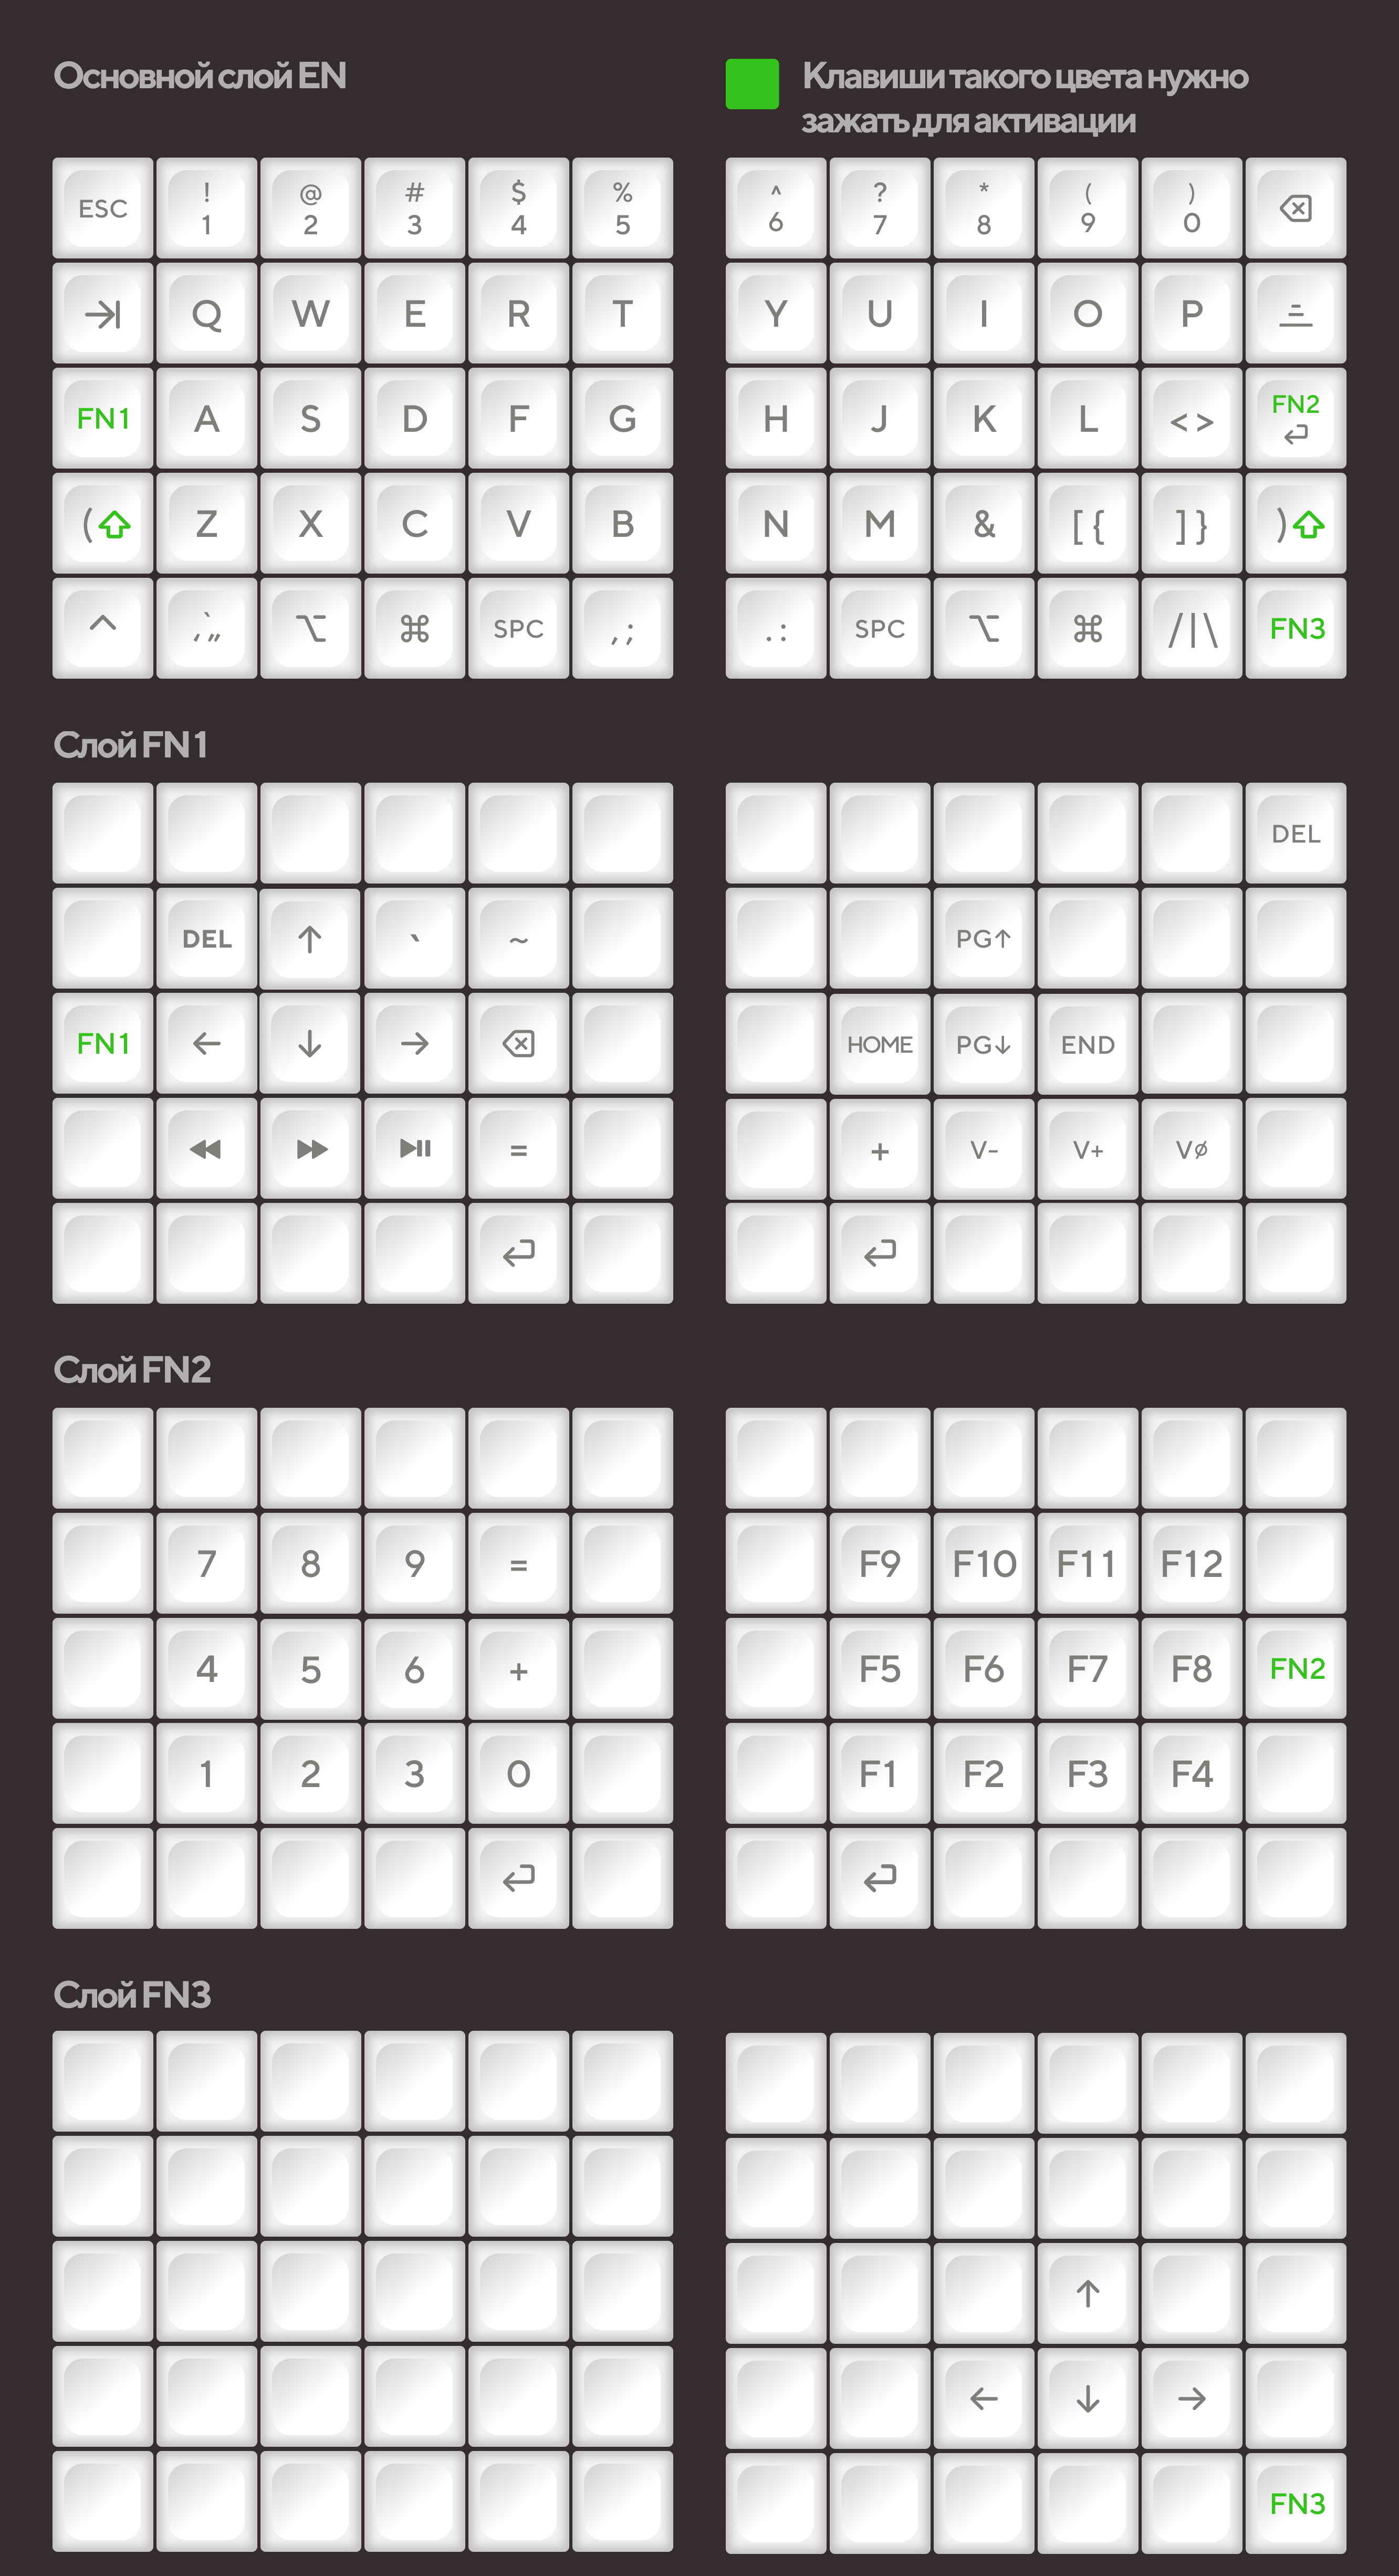 Основной слой EN
Клавиши такого цвета нужно
зажать для активации
ESC ! @ # $ % ^ ? * ( ) ⌫
1 2 3 4 5 6 7 8 9 0
⇥ Q W E R T Y U I O P
FN1 A S D F G H J K L < > FN2
↵
( ⇧ Z X C V B N M & [ { ] } ) ⇧
^ ⌥ ⌘ SPC , ; . : SPC ⌥ ⌘ / | \ FN3
Слой FN1
DEL
DEL ↑ ` ~ PG↑
FN1 ← ↓ → ⌫ HOME PG↓ END
⏪ ⏩ ⏯ = + V- V+ VØ
↵ ↵
Слой FN2
7 8 9 = F9 F10 F11 F12
4 5 6 + F5 F6 F7 F8 FN2
1 2 3 0 F1 F2 F3 F4
↵ ↵
Слой FN3
↑
← ↓ →
FN3